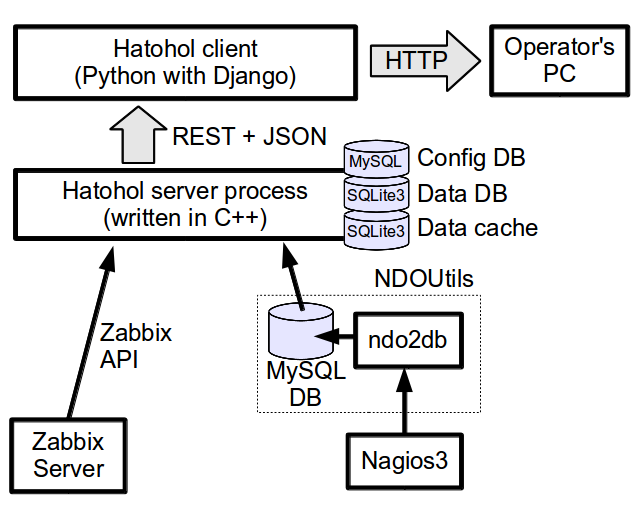 Hatohol client
(Python with Django)
HTTP
Operator's
PC
REST + JSON
MySQL
Config DB
Hatohol server process
(written in C++)
SQLite3
Data DB
SQLite3
Data cache
NDOUtils
Zabbix
API
ndo2db
MySQL
DB
Zabbix
Server
Nagios3